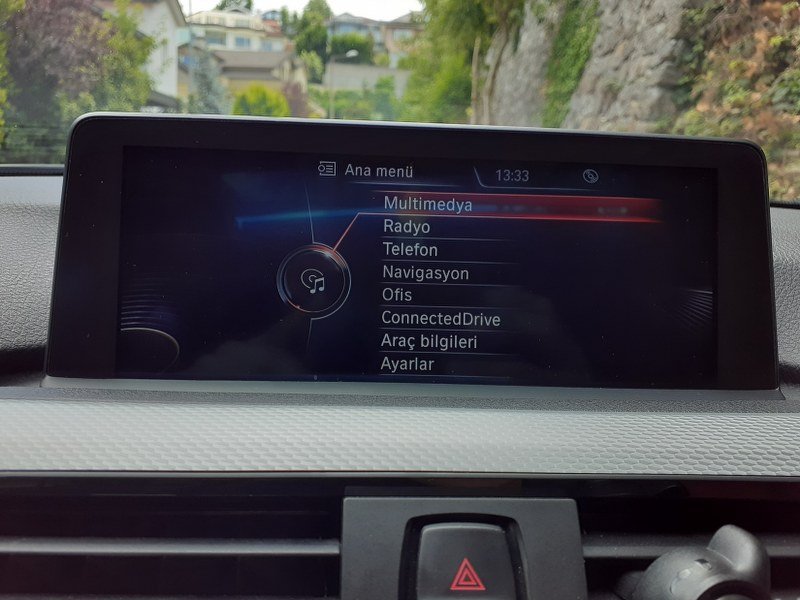 Ana menü
13:33
Multimedya
Radyo
Telefon
Navigasyon
Ofis
ConnectedDrive
Araç bilgileri
Ayarlar